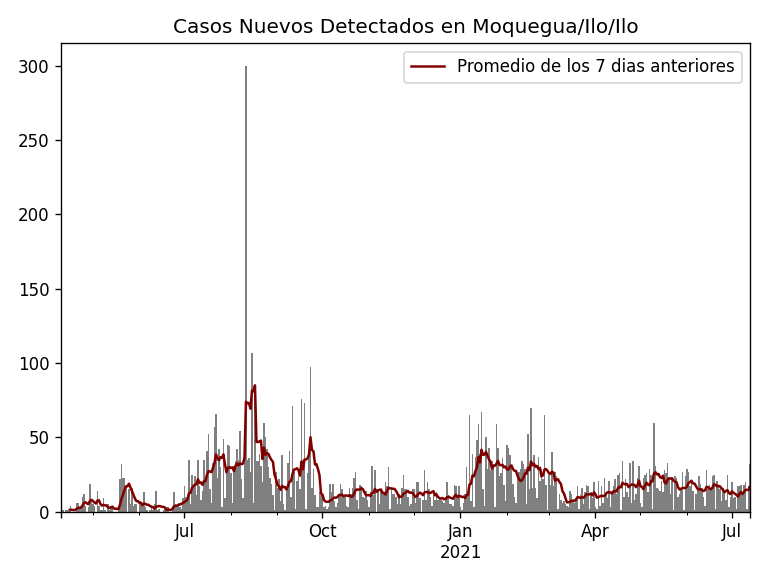 Casos Nuevos Detectados en Moquegua/Ilo/Ilo
Promedio de los 7 dias anteriores
300
250
200
150
100
50
0
Jul Oct Jan Apr Jul
2021